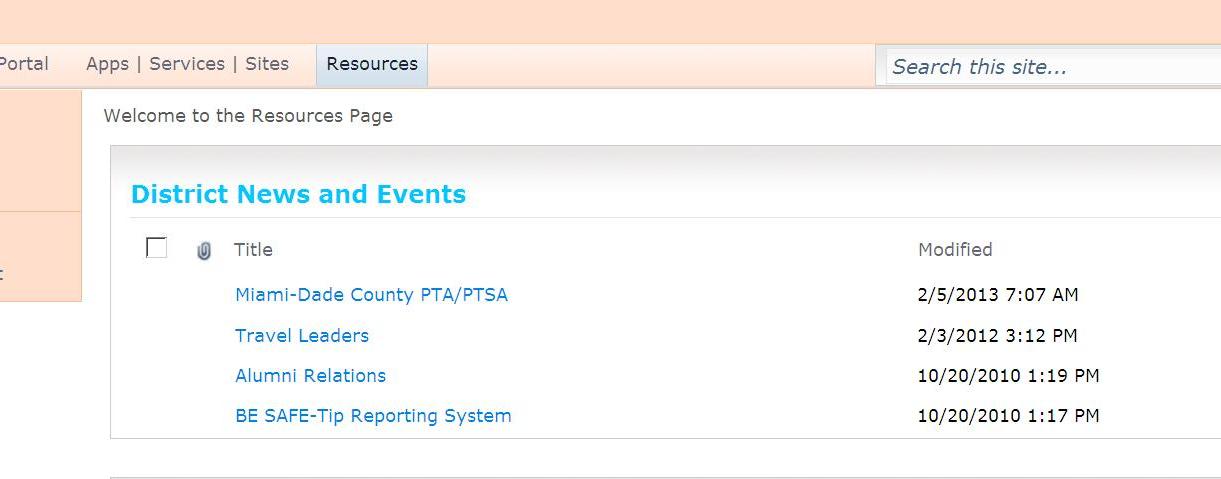 Portal Apps | Services | Sites Resources Search this site...
Welcome to the Resources Page
District News and Events
Title Modified
Miami-Dade County PTA/PTSA 2/5/2013 7:07 AM
Travel Leaders 2/3/2012 3:12 PM
Alumni Relations 10/20/2010 1:19 PM
BE SAFE-Tip Reporting System 10/20/2010 1:17 PM